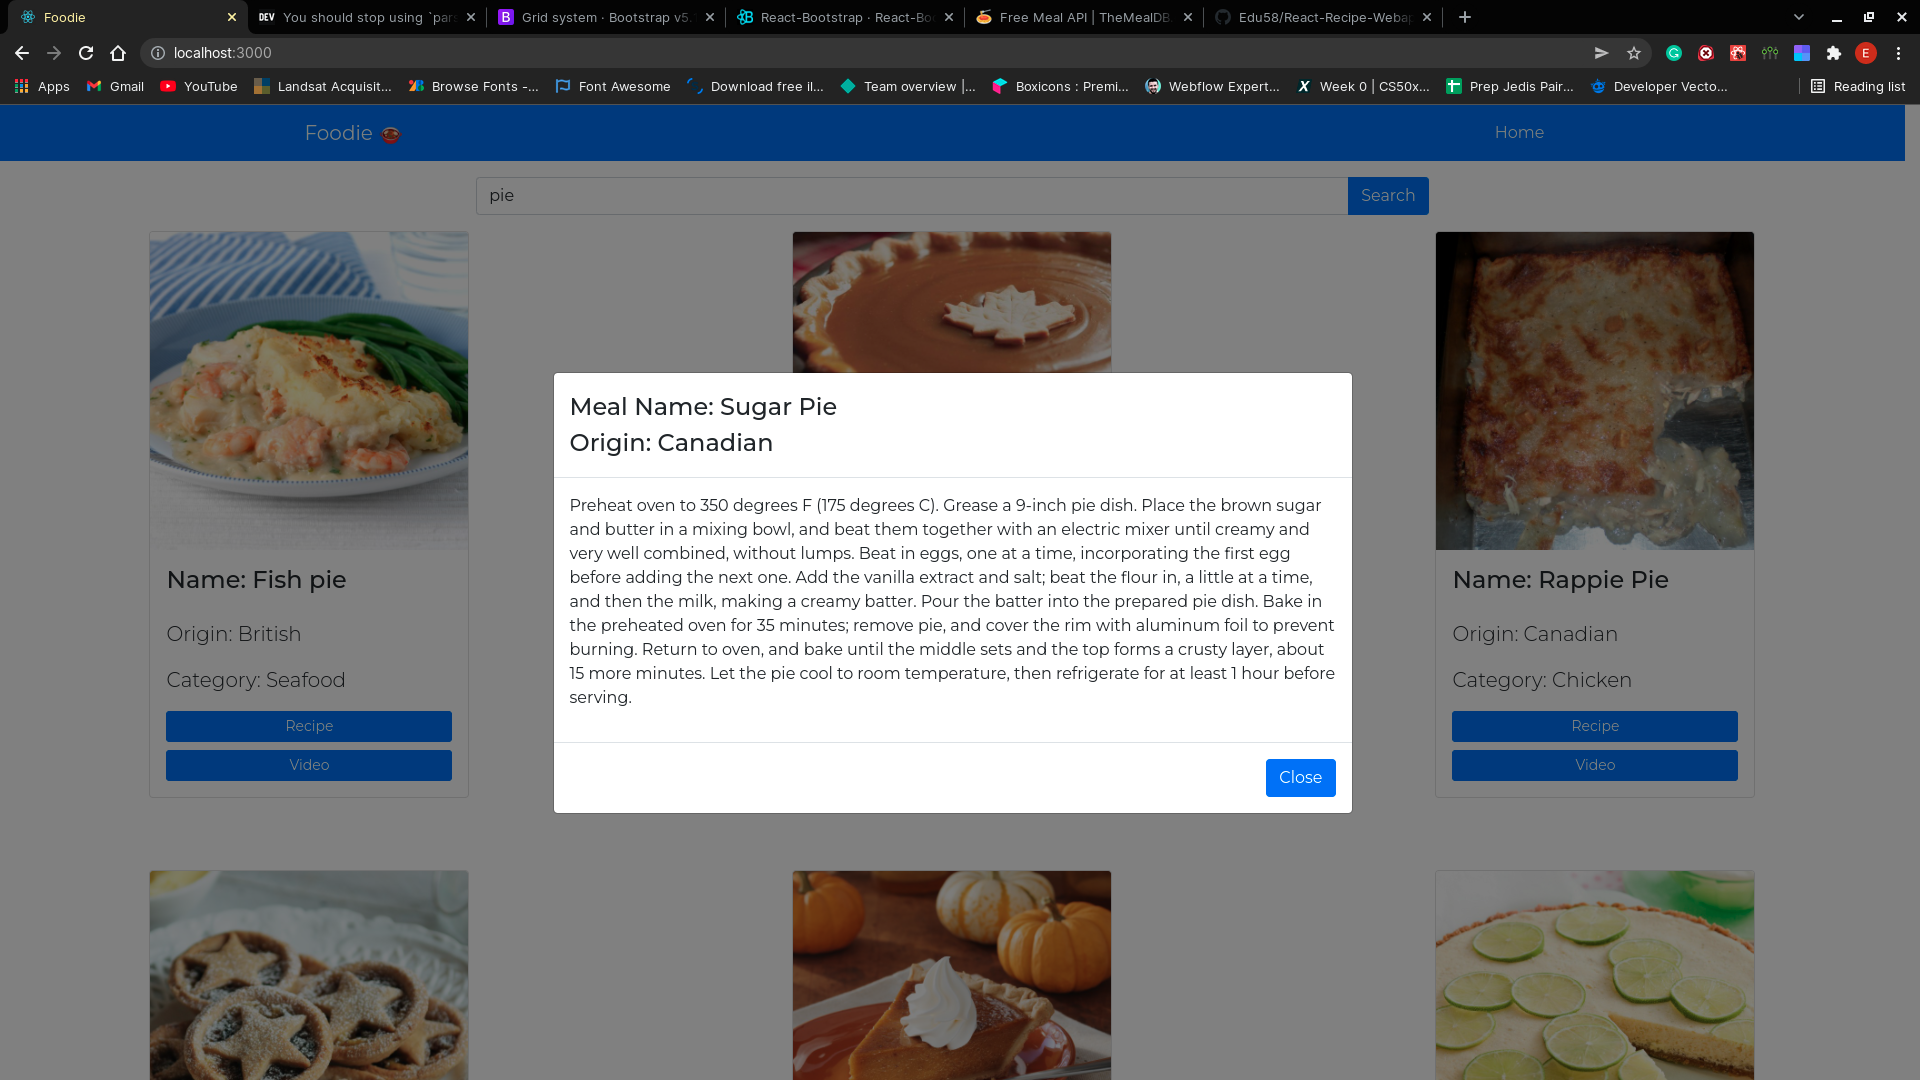 Foodie
DEV You should stop using `pars
B Grid system · Bootstrap v5.
React-Bootstrap · React-Boo
Free Meal API | TheMealDB.
Edu58/React-Recipe-Webap
localhost:3000
E
Apps
Gmail
YouTube
Landsat Acquisit...
Browse Fonts -...
Font Awesome
Download free il...
Team overview |...
Boxicons : Premi...
Webflow Expert...
Week 0 | CS50x...
Prep Jedis Pair...
Developer Vecto...
Reading list
Foodie
Home
pie
Search
Meal Name: Sugar Pie
Origin: Canadian
Preheat oven to 350 degrees F (175 degrees C). Grease a 9-inch pie dish. Place the brown sugar
and butter in a mixing bowl, and beat them together with an electric mixer until creamy and
very well combined, without lumps. Beat in eggs, one at a time, incorporating the first egg
before adding the next one. Add the vanilla extract and salt; beat the flour in, a little at a time,
and then the milk, making a creamy batter. Pour the batter into the prepared pie dish. Bake in
the preheated oven for 35 minutes; remove pie, and cover the rim with aluminum foil to prevent
burning. Return to oven, and bake until the middle sets and the top forms a crusty layer, about
15 more minutes. Let the pie cool to room temperature, then refrigerate for at least 1 hour before
serving.
Close
Name: Fish pie
Origin: British
Category: Seafood
Recipe
Video
Name: Rappie Pie
Origin: Canadian
Category: Chicken
Recipe
Video